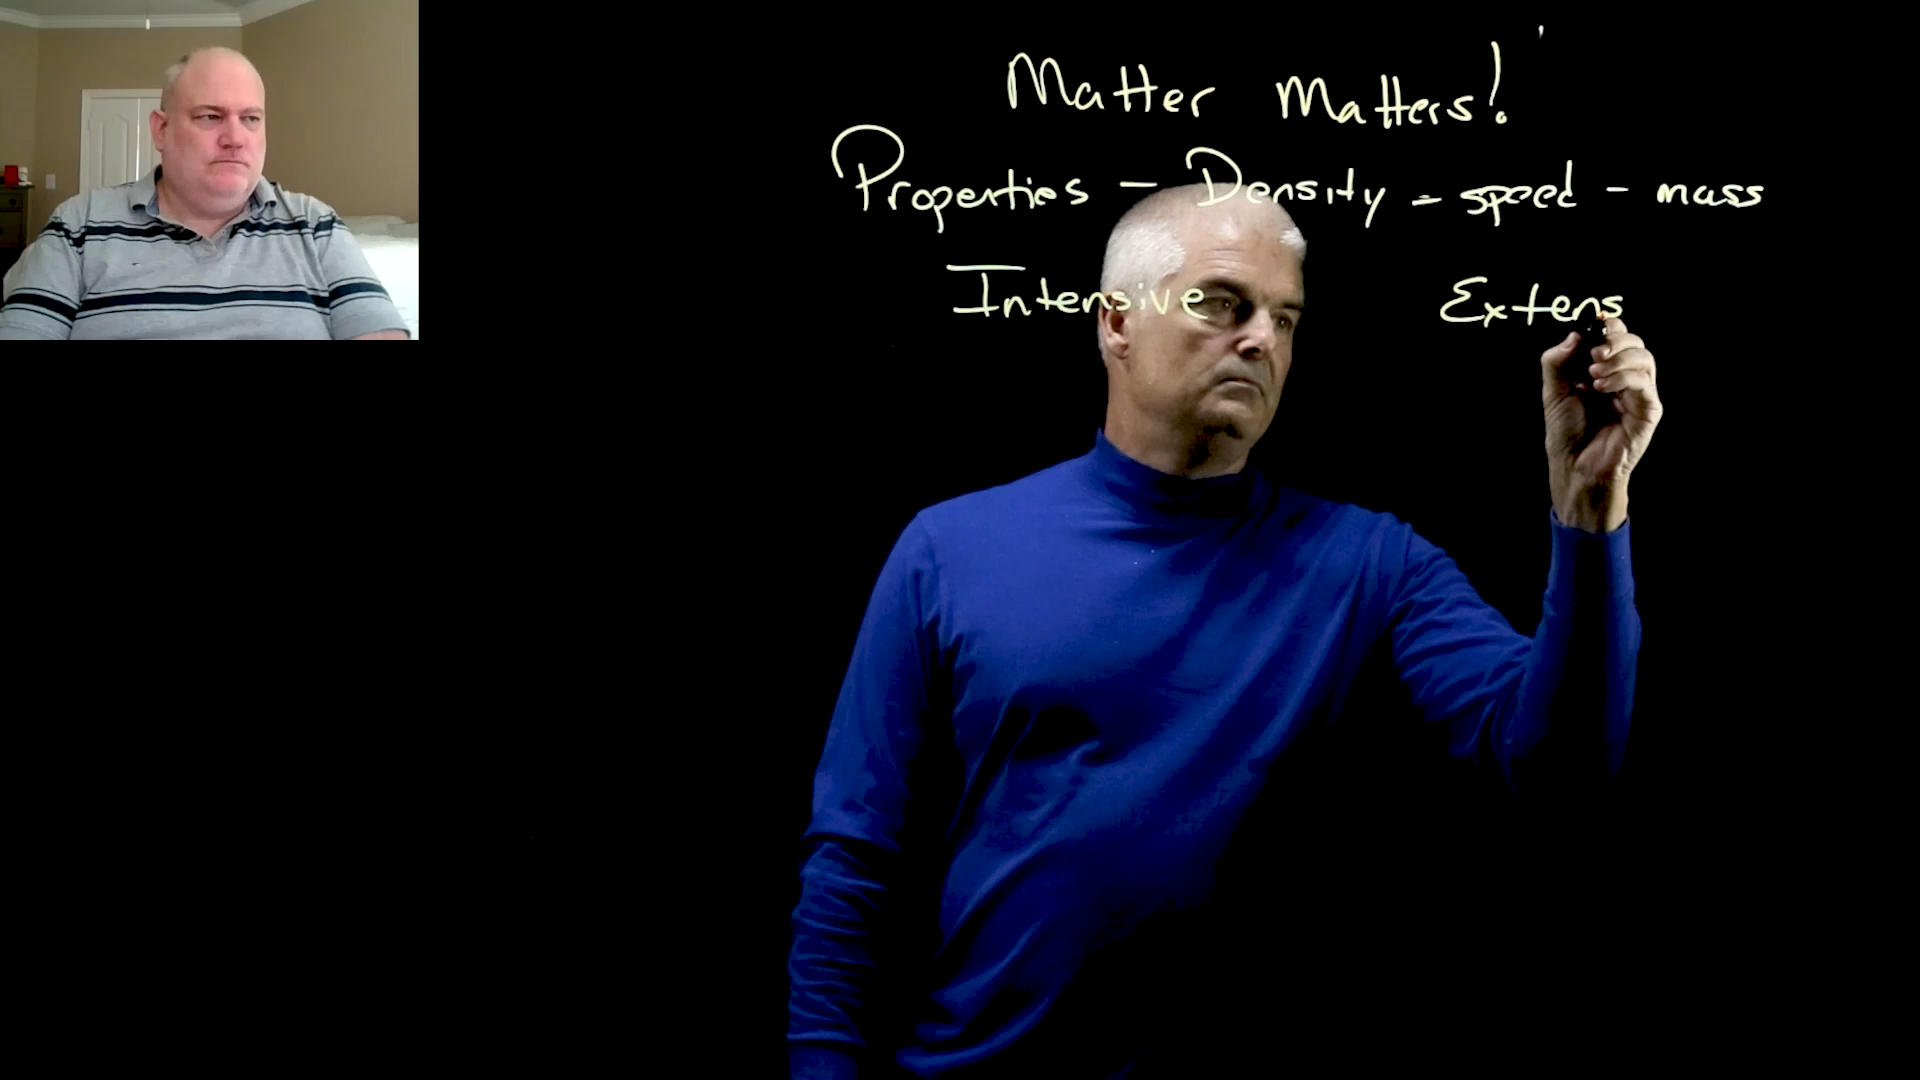 Matter Matters!
Properties - Density - speed - mass
Intensive Extens